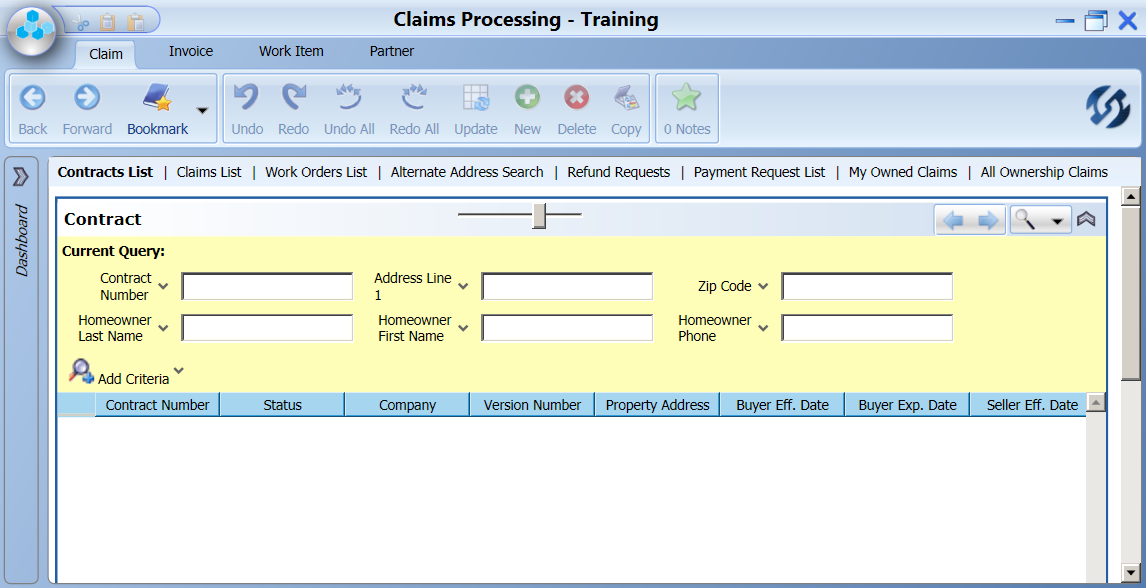 Claims Processing - Training
Claim Invoice Work Item Partner
Back Forward Bookmark Undo Redo Undo All Redo All Update New Delete Copy 0 Notes
Contracts List | Claims List | Work Orders List | Alternate Address Search | Refund Requests | Payment Request List | My Owned Claims | All Ownership Claims
Dashboard
Contract
Current Query:
Contract
Number
Address Line
1
Zip Code
Homeowner
Last Name
Homeowner
First Name
Homeowner
Phone
Add Criteria
Contract Number Status Company Version Number Property Address Buyer Eff. Date Buyer Exp. Date Seller Eff. Date